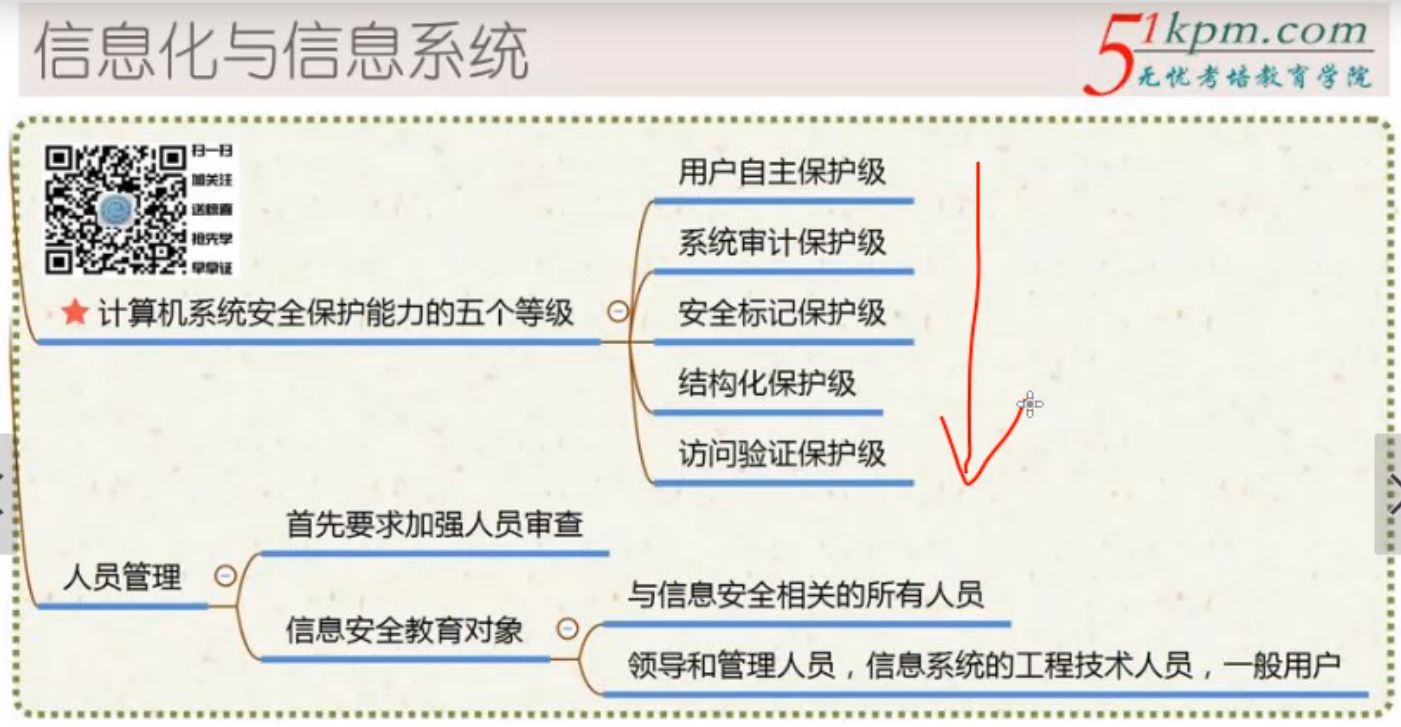 信息化与信息系统
51kpm.com
无忧考培教育学院
扫一扫
加关注
抢先学
早拿证
用户自主保护级
系统审计保护级
★计算机系统安全保护能力的五个等级
安全标记保护级
结构化保护级
访问验证保护级
首先要求加强人员审查
人员管理
与信息安全相关的所有人员
信息安全教育对象
领导和管理人员，信息系统的工程技术人员，一般用户